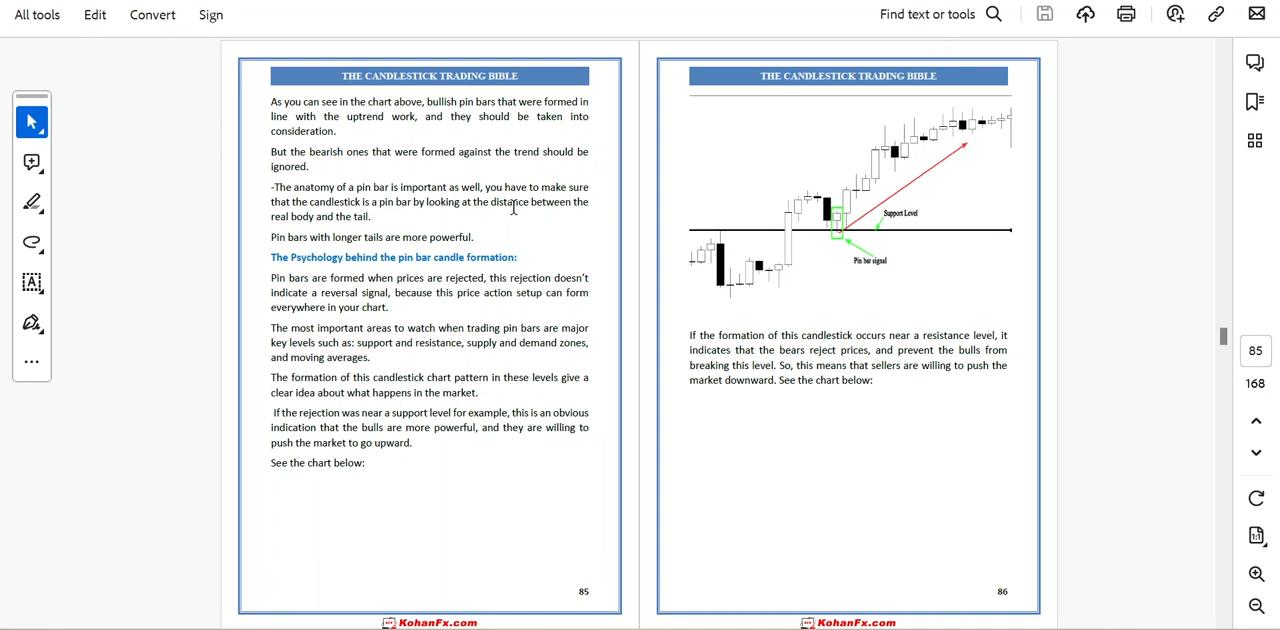 All tools Edit Convert Sign Find text or tools
THE CANDLESTICK TRADING BIBLE
As you can see in the chart above, bullish pin bars that were formed in
line with the uptrend work, and they should be taken into
consideration.
But the bearish ones that were formed against the trend should be
ignored.
-The anatomy of a pin bar is important as well, you have to make sure
that the candlestick is a pin bar by looking at the distance between the
real body and the tail.
Pin bars with longer tails are more powerful.
The Psychology behind the pin bar candle formation:
Pin bars are formed when prices are rejected, this rejection doesn't
indicate a reversal signal, because this price action setup can form
everywhere in your chart.
The most important areas to watch when trading pin bars are major
key levels such as: support and resistance, supply and demand zones,
and moving averages.
The formation of this candlestick chart pattern in these levels give a
clear idea about what happens in the market.
If the rejection was near a support level for example, this is an obvious
indication that the bulls are more powerful, and they are willing to
push the market to go upward.
See the chart below:
85
KohanFx.com
THE CANDLESTICK TRADING BIBLE
Support Level
Pin bar signal
If the formation of this candlestick occurs near a resistance level, it
indicates that the bears reject prices, and prevent the bulls from
breaking this level. So, this means that sellers are willing to push the
market downward. See the chart below:
86
KohanFx.com
85
168
1:1